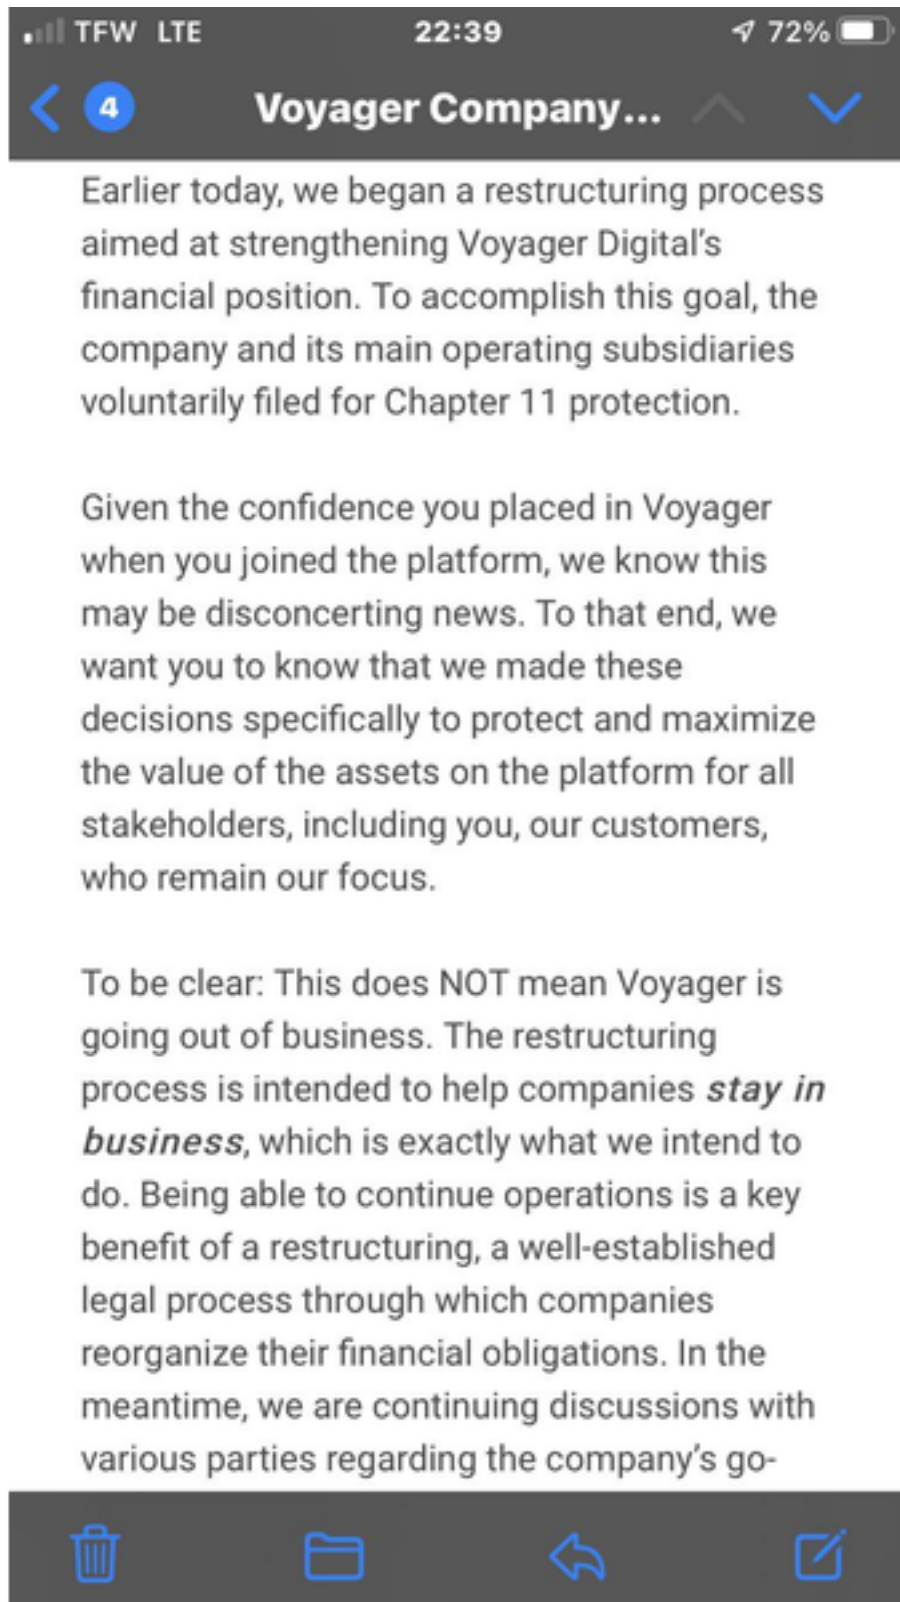 TFW LTE 22:39 72%
4 Voyager Company...
Earlier today, we began a restructuring process
aimed at strengthening Voyager Digital's
financial position. To accomplish this goal, the
company and its main operating subsidiaries
voluntarily filed for Chapter 11 protection.
Given the confidence you placed in Voyager
when you joined the platform, we know this
may be disconcerting news. To that end, we
want you to know that we made these
decisions specifically to protect and maximize
the value of the assets on the platform for all
stakeholders, including you, our customers,
who remain our focus.
To be clear: This does NOT mean Voyager is
going out of business. The restructuring
process is intended to help companies stay in
business, which is exactly what we intend to
do. Being able to continue operations is a key
benefit of a restructuring, a well-established
legal process through which companies
reorganize their financial obligations. In the
meantime, we are continuing discussions with
various parties regarding the company's go-